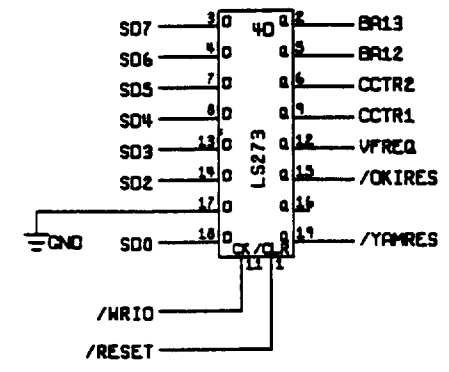 SD7 3 D 4D Q 2 BA13
SD6 4 D Q 5 BA12
SD5 7 D Q 6 CCTR2
SD4 8 D Q 9 CCTR1
SD3 13 D Q 12 VFREQ
SD2 14 D Q 15 /OKIRES
17 D Q 16
GND SD0 18 D Q 19 /YAMRES
LS273
CK /CLR
11 1
/WRIO
/RESET